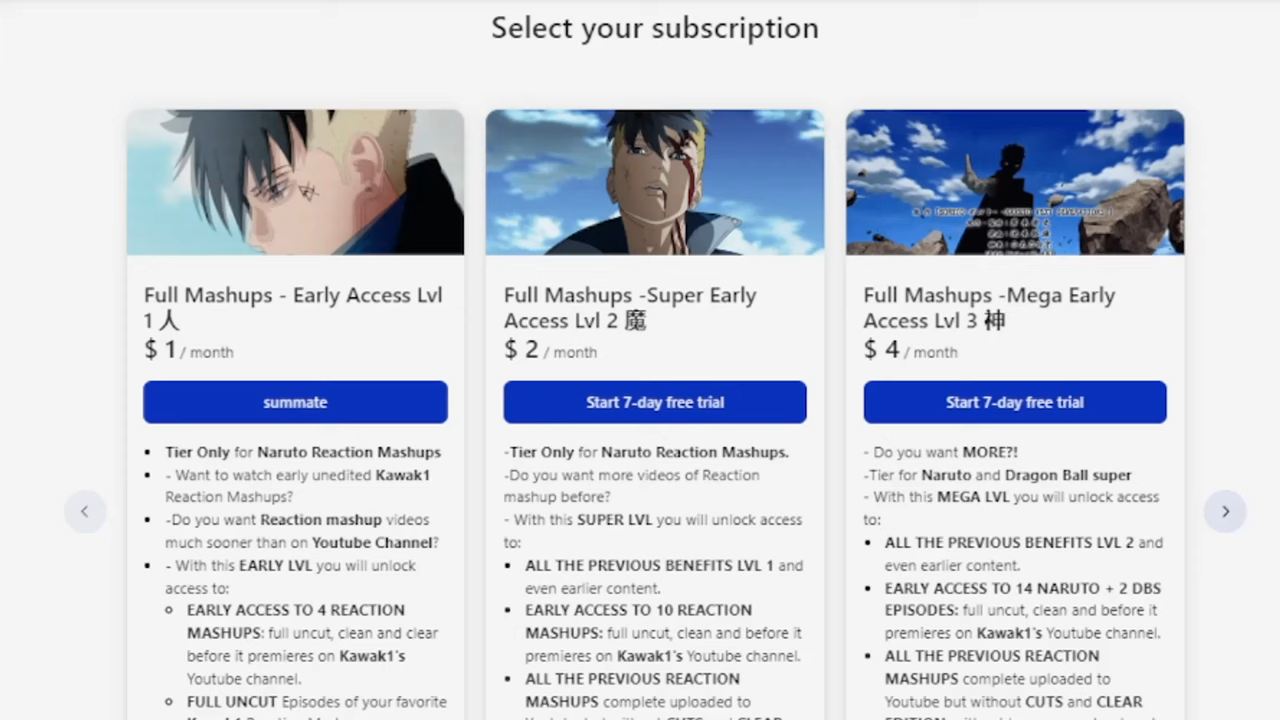 Select your subscription
Full Mashups - Early Access Lvl
1 人
$ 1 / month
summate
• Tier Only for Naruto Reaction Mashups
• - Want to watch early unedited Kawak1
Reaction Mashups?
• -Do you want Reaction mashup videos
much sooner than on Youtube Channel?
• - With this EARLY LVL you will unlock
access to:
EARLY ACCESS TO 4 REACTION
MASHUPS: full uncut, clean and clear
before it premieres on Kawak1's
Youtube channel.
FULL UNCUT Episodes of your favorite
Full Mashups -Super Early
Access Lvl 2 魔
$ 2 / month
Start 7-day free trial
-Tier Only for Naruto Reaction Mashups.
-Do you want more videos of Reaction
mashup before?
- With this SUPER LVL you will unlock access
to:
• ALL THE PREVIOUS BENEFITS LVL 1 and
even earlier content.
• EARLY ACCESS TO 10 REACTION
MASHUPS: full uncut, clean and before it
premieres on Kawak1's Youtube channel.
• ALL THE PREVIOUS REACTION
MASHUPS complete uploaded to
Full Mashups -Mega Early
Access Lvl 3 神
$ 4 / month
Start 7-day free trial
- Do you want MORE?!
-Tier for Naruto and Dragon Ball super
- With this MEGA LVL you will unlock access
to:
• ALL THE PREVIOUS BENEFITS LVL 2 and
even earlier content.
• EARLY ACCESS TO 14 NARUTO + 2 DBS
EPISODES: full uncut, clean and before it
premieres on Kawak1's Youtube channel.
• ALL THE PREVIOUS REACTION
MASHUPS complete uploaded to
Youtube but without CUTS and CLEAR